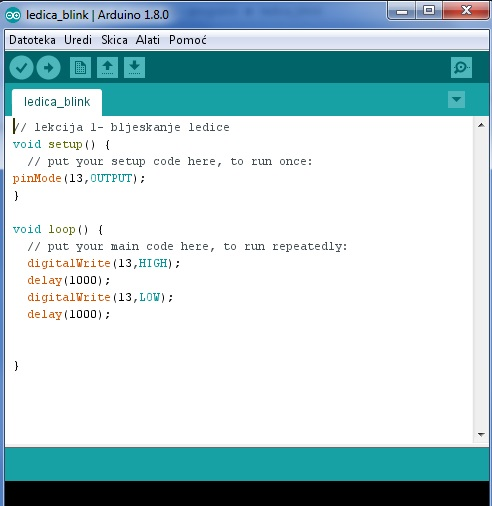 ledica_blink | Arduino 1.8.0
Datoteka Uredi Skica Alati Pomoć
ledica_blink
// lekcija 1- bljeskanje ledice
void setup() {
  // put your setup code here, to run once:
pinMode(13,OUTPUT);
}
void loop() {
  // put your main code here, to run repeatedly:
  digitalWrite(13,HIGH);
  delay(1000);
  digitalWrite(13,LOW);
  delay(1000);
}